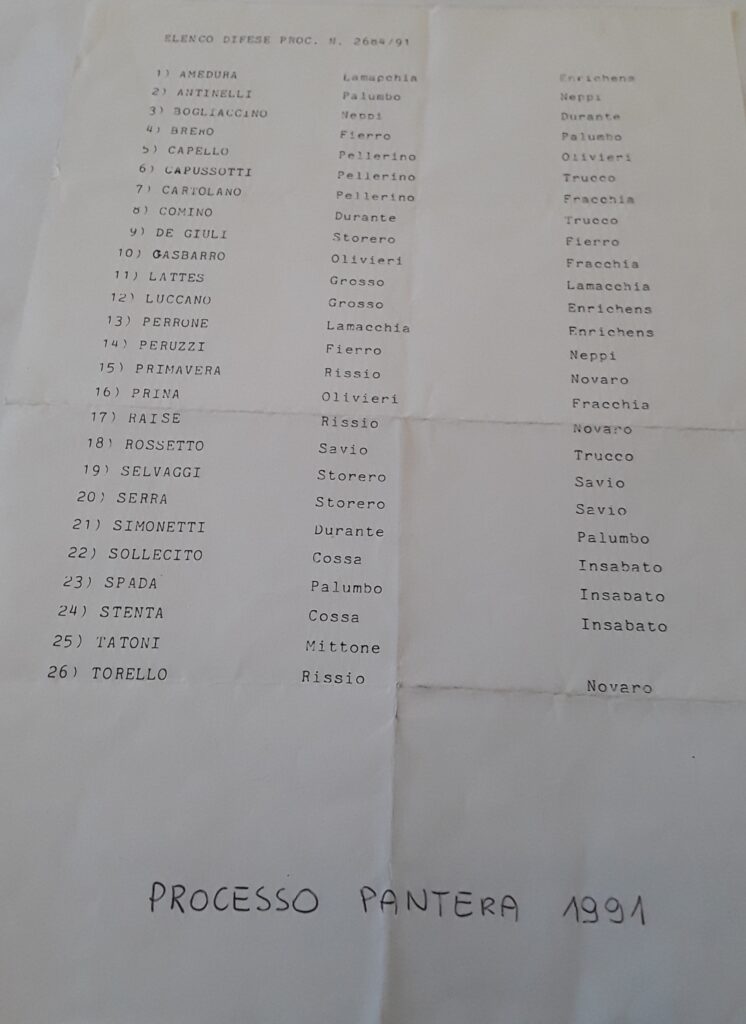 ELENCO DIFESE PROC. N. 2684/91
1) AMEDURA Lamacchia Enrichens
2) ANTINELLI Palumbo Neppi
3) BOGLIACCINO Neppi Durante
4) BRERO Fierro Palumbo
5) CAPELLO Pellerino Olivieri
6) CAPUSSOTTI Pellerino Trucco
7) CARTOLANO Pellerino Fracchia
8) COMINO Durante Trucco
9) DE GIULI Storero Fierro
10) GASBARRO Olivieri Fracchia
11) LATTES Grosso Lamacchia
12) LUCCANO Grosso Enrichens
13) PERRONE Lamacchia Enrichens
14) PERUZZI Fierro Neppi
15) PRIMAVERA Rissio Novaro
16) PRINA Olivieri Fracchia
17) RAISE Rissio Novaro
18) ROSSETTO Savio Trucco
19) SELVAGGI Storero Savio
20) SERRA Storero Savio
21) SIMONETTI Durante Palumbo
22) SOLLECITO Cossa Insabato
23) SPADA Palumbo Insabato
24) STENTA Cossa Insabato
25) TATONI Mittone
26) TORELLO Rissio Novaro
PROCESSO PANTERA 1991